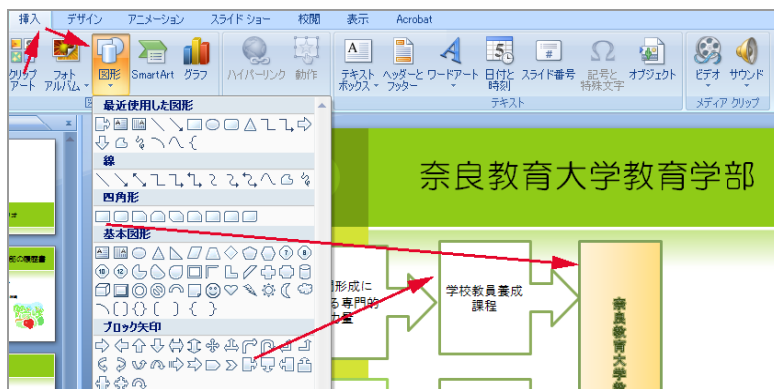 挿入 デザイン アニメーション スライド ショー 校閲 表示 Acrobat
クリップ アート
フォト アルバム
図形
SmartArt
グラフ
ハイパーリンク
動作
テキスト ボックス
ヘッダーと フッター
ワードアート
日付と 時刻
スライド番号
記号と 特殊文字
オブジェクト
ビデオ
サウンド
テキスト
メディア クリップ
最近使用した図形
線
四角形
基本図形
ブロック矢印
奈良教育大学教育学部
形成に
る専門的
力量
学校教員養成
課程
奈良教育大学